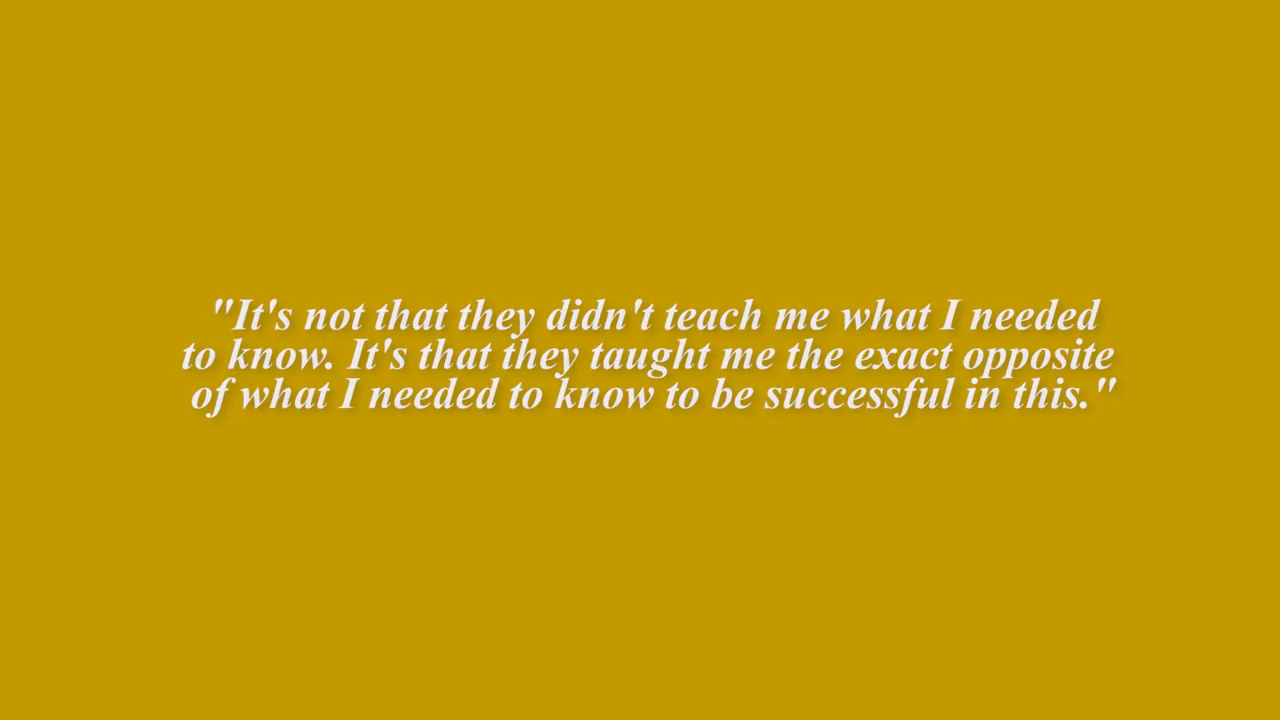 "It's not that they didn't teach me what I needed
to know. It's that they taught me the exact opposite
of what I needed to know to be successful in this."